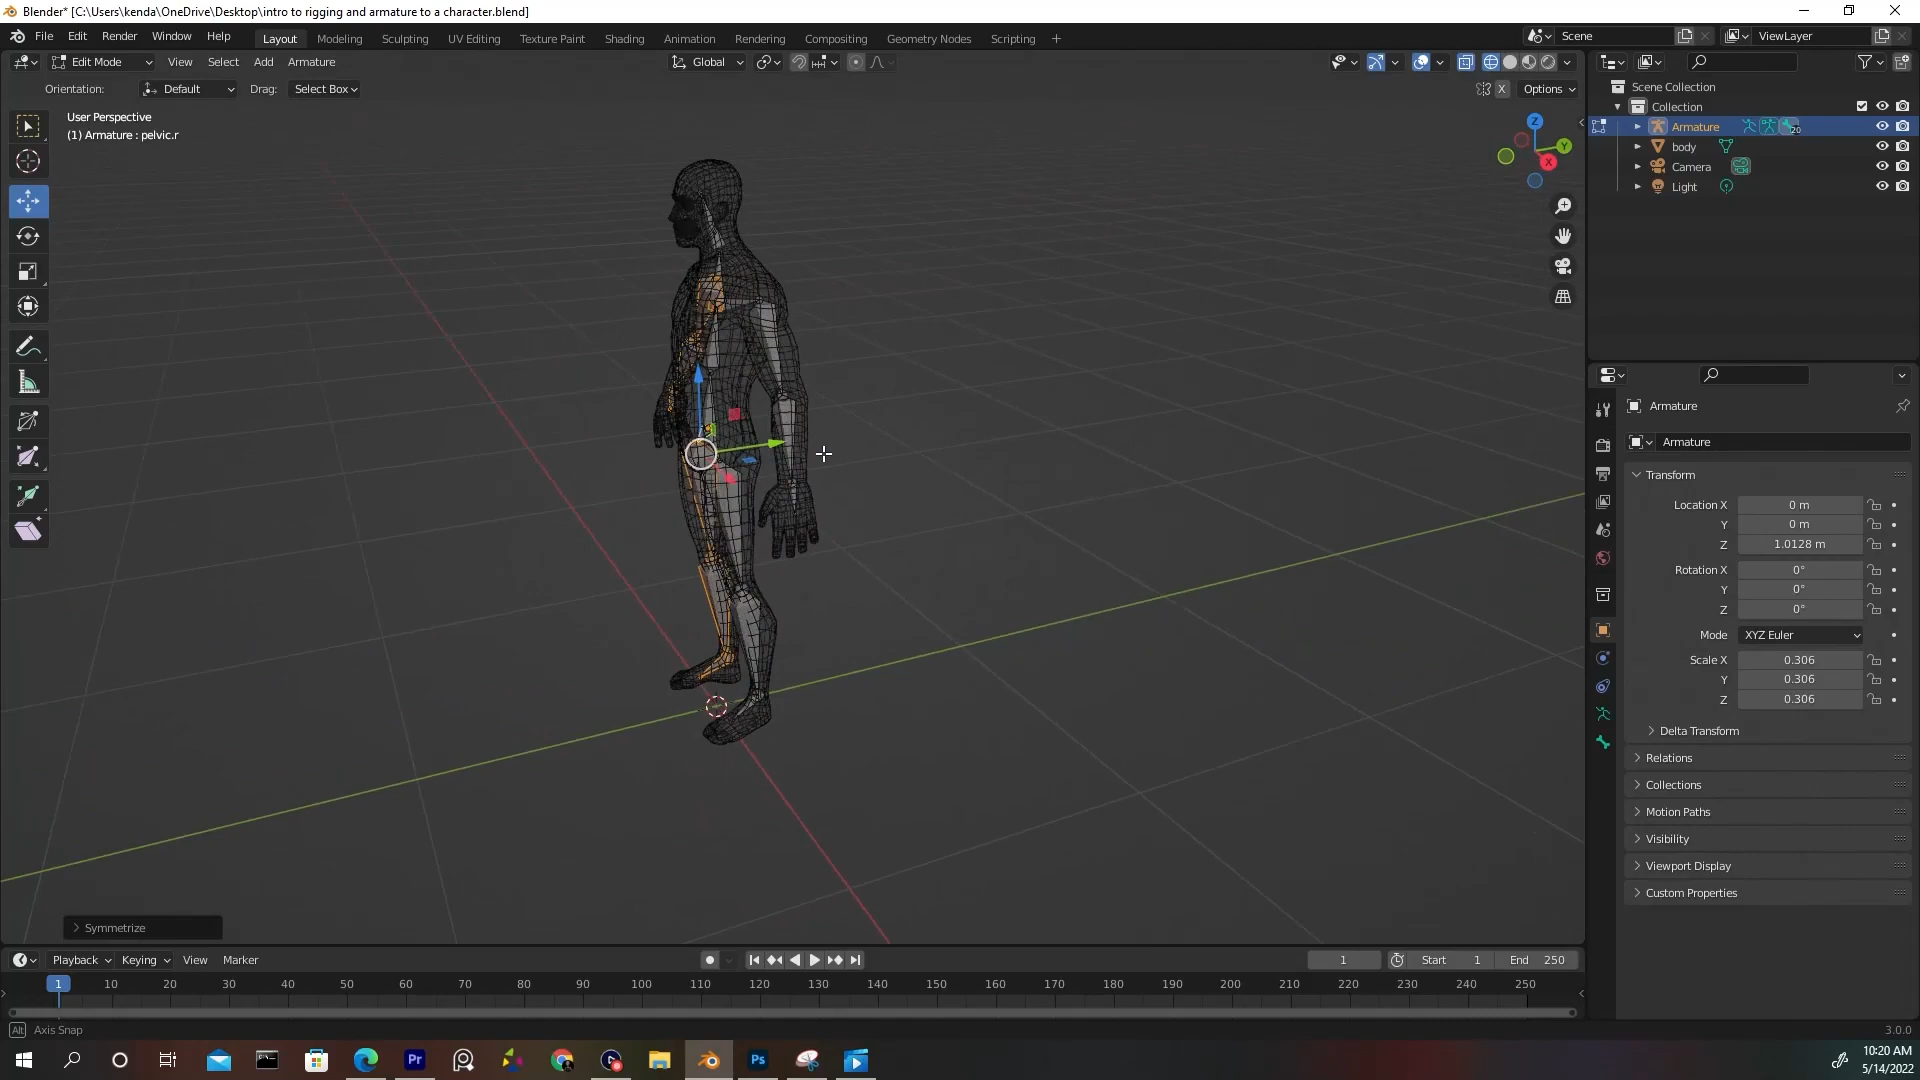 Blender* [C:\Users\kenda\OneDrive\Desktop\intro to rigging and armature to a character.blend]
File Edit Render Window Help Layout Modeling Sculpting UV Editing Texture Paint Shading Animation Rendering Compositing Geometry Nodes Scripting + Scene ViewLayer
Edit Mode View Select Add Armature Global
Orientation: Default Drag: Select Box X Options
User Perspective
(1) Armature : pelvic.r
Z
Y
X
Scene Collection
Collection
Armature 20
body
Camera
Light
Armature
Armature
Transform
Location X 0 m
Y 0 m
Z 1.0128 m
Rotation X 0°
Y 0°
Z 0°
Mode XYZ Euler
Scale X 0.306
Y 0.306
Z 0.306
Delta Transform
Relations
Collections
Motion Paths
Visibility
Viewport Display
Custom Properties
Symmetrize
Playback Keying View Marker 1 Start 1 End 250
1 10 20 30 40 50 60 70 80 90 100 110 120 130 140 150 160 170 180 190 200 210 220 230 240 250
Alt Axis Snap 3.0.0
Pr Ps
10:20 AM
5/14/2022